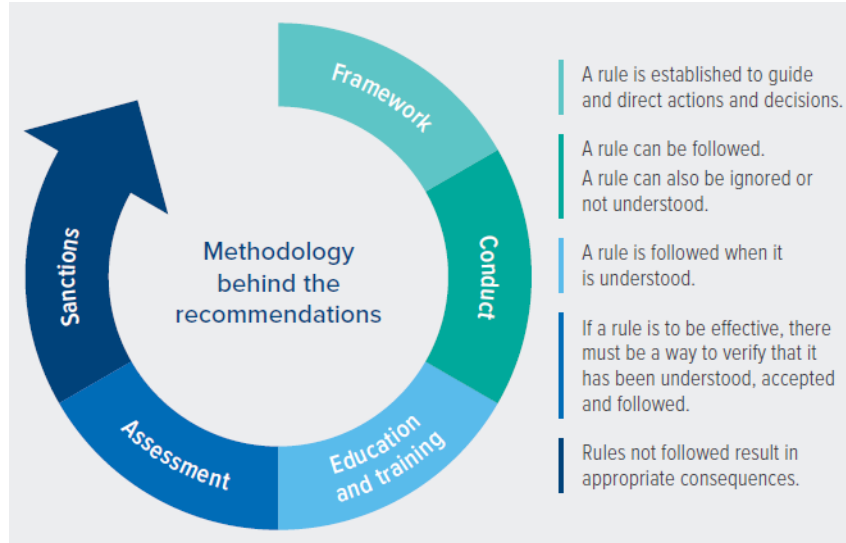 Framework
Conduct
Education
and training
Assessment
Sanctions
Methodology
behind the
recommendations
A rule is established to guide
and direct actions and decisions.
A rule can be followed.
A rule can also be ignored or
not understood.
A rule is followed when it
is understood.
If a rule is to be effective, there
must be a way to verify that it
has been understood, accepted
and followed.
Rules not followed result in
appropriate consequences.